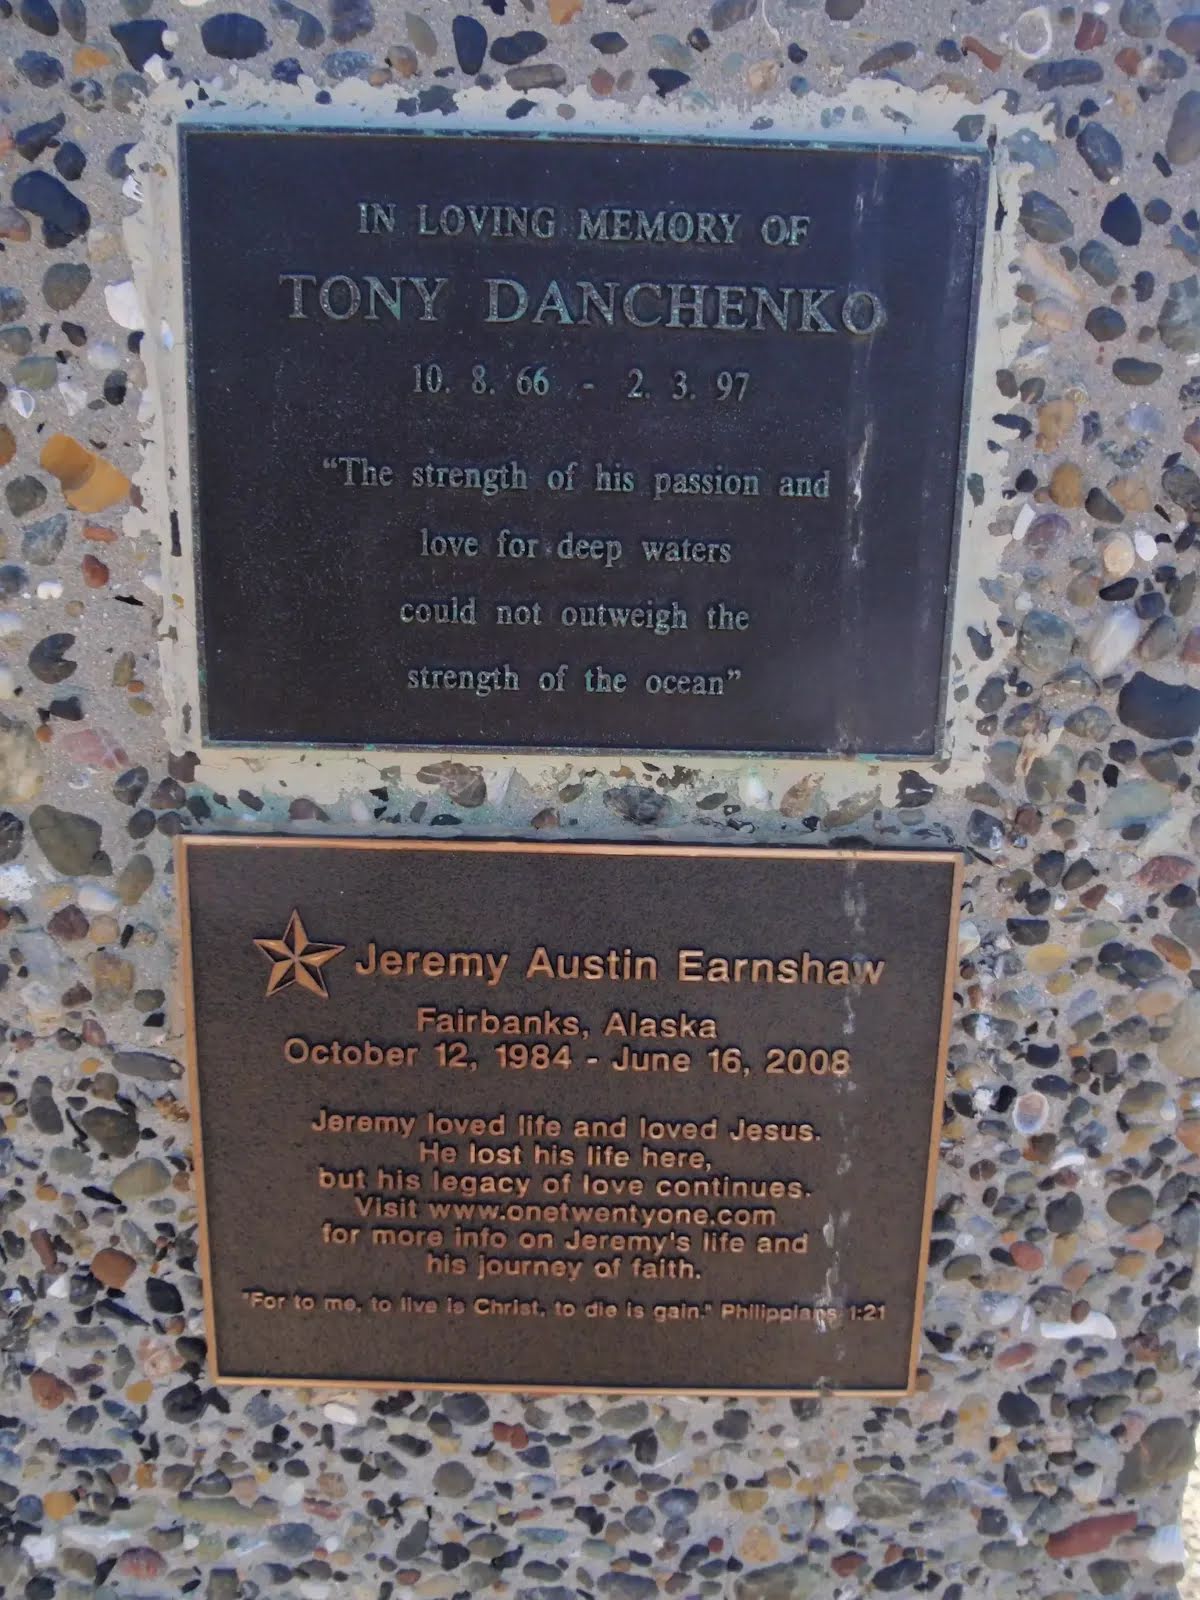 IN LOVING MEMORY OF
TONY DANCHENKO
10. 8. 66 - 2. 3. 97
“The strength of his passion and
love for deep waters
could not outweigh the
strength of the ocean”
Jeremy Austin Earnshaw
Fairbanks, Alaska
October 12, 1984 - June 16, 2008
Jeremy loved life and loved Jesus.
He lost his life here,
but his legacy of love continues.
Visit www.onetwentyone.com
for more info on Jeremy's life and
his journey of faith.
"For to me, to live is Christ, to die is gain." Philippians 1:21